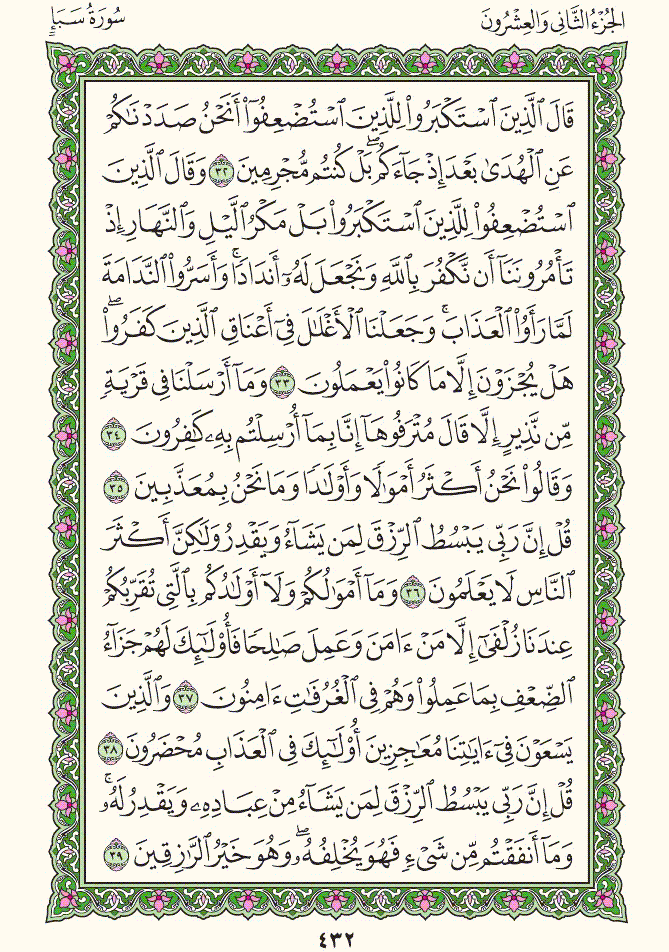 الجُزْءُ الثَّانِي وَالعِشْرُونَ
سُورَةُ سَبَإٍ
قَالَ ٱلَّذِينَ ٱسْتَكْبَرُوا۟ لِلَّذِينَ ٱسْتُضْعِفُوٓا۟ أَنَحْنُ صَدَدْنَٰكُمْ
عَنِ ٱلْهُدَىٰ بَعْدَ إِذْ جَآءَكُم ۖ بَلْ كُنتُم مُّجْرِمِينَ ٣٢ وَقَالَ ٱلَّذِينَ
ٱسْتُضْعِفُوا۟ لِلَّذِينَ ٱسْتَكْبَرُوا۟ بَلْ مَكْرُ ٱلَّيْلِ وَٱلنَّهَارِ إِذْ
تَأْمُرُونَنَآ أَن نَّكْفُرَ بِٱللَّهِ وَنَجْعَلَ لَهُۥٓ أَندَادًا ۚ وَأَسَرُّوا۟ ٱلنَّدَامَةَ
لَمَّا رَأَوُا۟ ٱلْعَذَابَ ۚ وَجَعَلْنَا ٱلْأَغْلَٰلَ فِىٓ أَعْنَاقِ ٱلَّذِينَ كَفَرُوا۟ ۖ
هَلْ يُجْزَوْنَ إِلَّا مَا كَانُوا۟ يَعْمَلُونَ ٣٣ وَمَآ أَرْسَلْنَا فِى قَرْيَةٍ
مِّن نَّذِيرٍ إِلَّا قَالَ مُتْرَفُوهَآ إِنَّا بِمَآ أُرْسِلْتُم بِهِۦ كَٰفِرُونَ ٣٤
وَقَالُوا۟ نَحْنُ أَكْثَرُ أَمْوَٰلًا وَأَوْلَٰدًا وَمَا نَحْنُ بِمُعَذَّبِينَ ٣٥
قُلْ إِنَّ رَبِّى يَبْسُطُ ٱلرِّزْقَ لِمَن يَشَآءُ وَيَقْدِرُ وَلَٰكِنَّ أَكْثَرَ
ٱلنَّاسِ لَا يَعْلَمُونَ ٣٦ وَمَآ أَمْوَٰلُكُمْ وَلَآ أَوْلَٰدُكُم بِٱلَّتِى تُقَرِّبُكُمْ
عِندَنَا زُلْفَىٰٓ إِلَّا مَنْ ءَامَنَ وَعَمِلَ صَٰلِحًا فَأُو۟لَٰٓئِكَ لَهُمْ جَزَآءُ
ٱلضِّعْفِ بِمَا عَمِلُوا۟ وَهُمْ فِى ٱلْغُرُفَٰتِ ءَامِنُونَ ٣٧ وَٱلَّذِينَ
يَسْعَوْنَ فِىٓ ءَايَٰتِنَا مُعَٰجِزِينَ أُو۟لَٰٓئِكَ فِى ٱلْعَذَابِ مُحْضَرُونَ ٣٨
قُلْ إِنَّ رَبِّى يَبْسُطُ ٱلرِّزْقَ لِمَن يَشَآءُ مِنْ عِبَادِهِۦ وَيَقْدِرُ لَهُۥ ۚ
وَمَآ أَنفَقْتُم مِّن شَىْءٍ فَهُوَ يُخْلِفُهُۥ ۖ وَهُوَ خَيْرُ ٱلرَّٰزِقِينَ ٣٩
٤٣٢